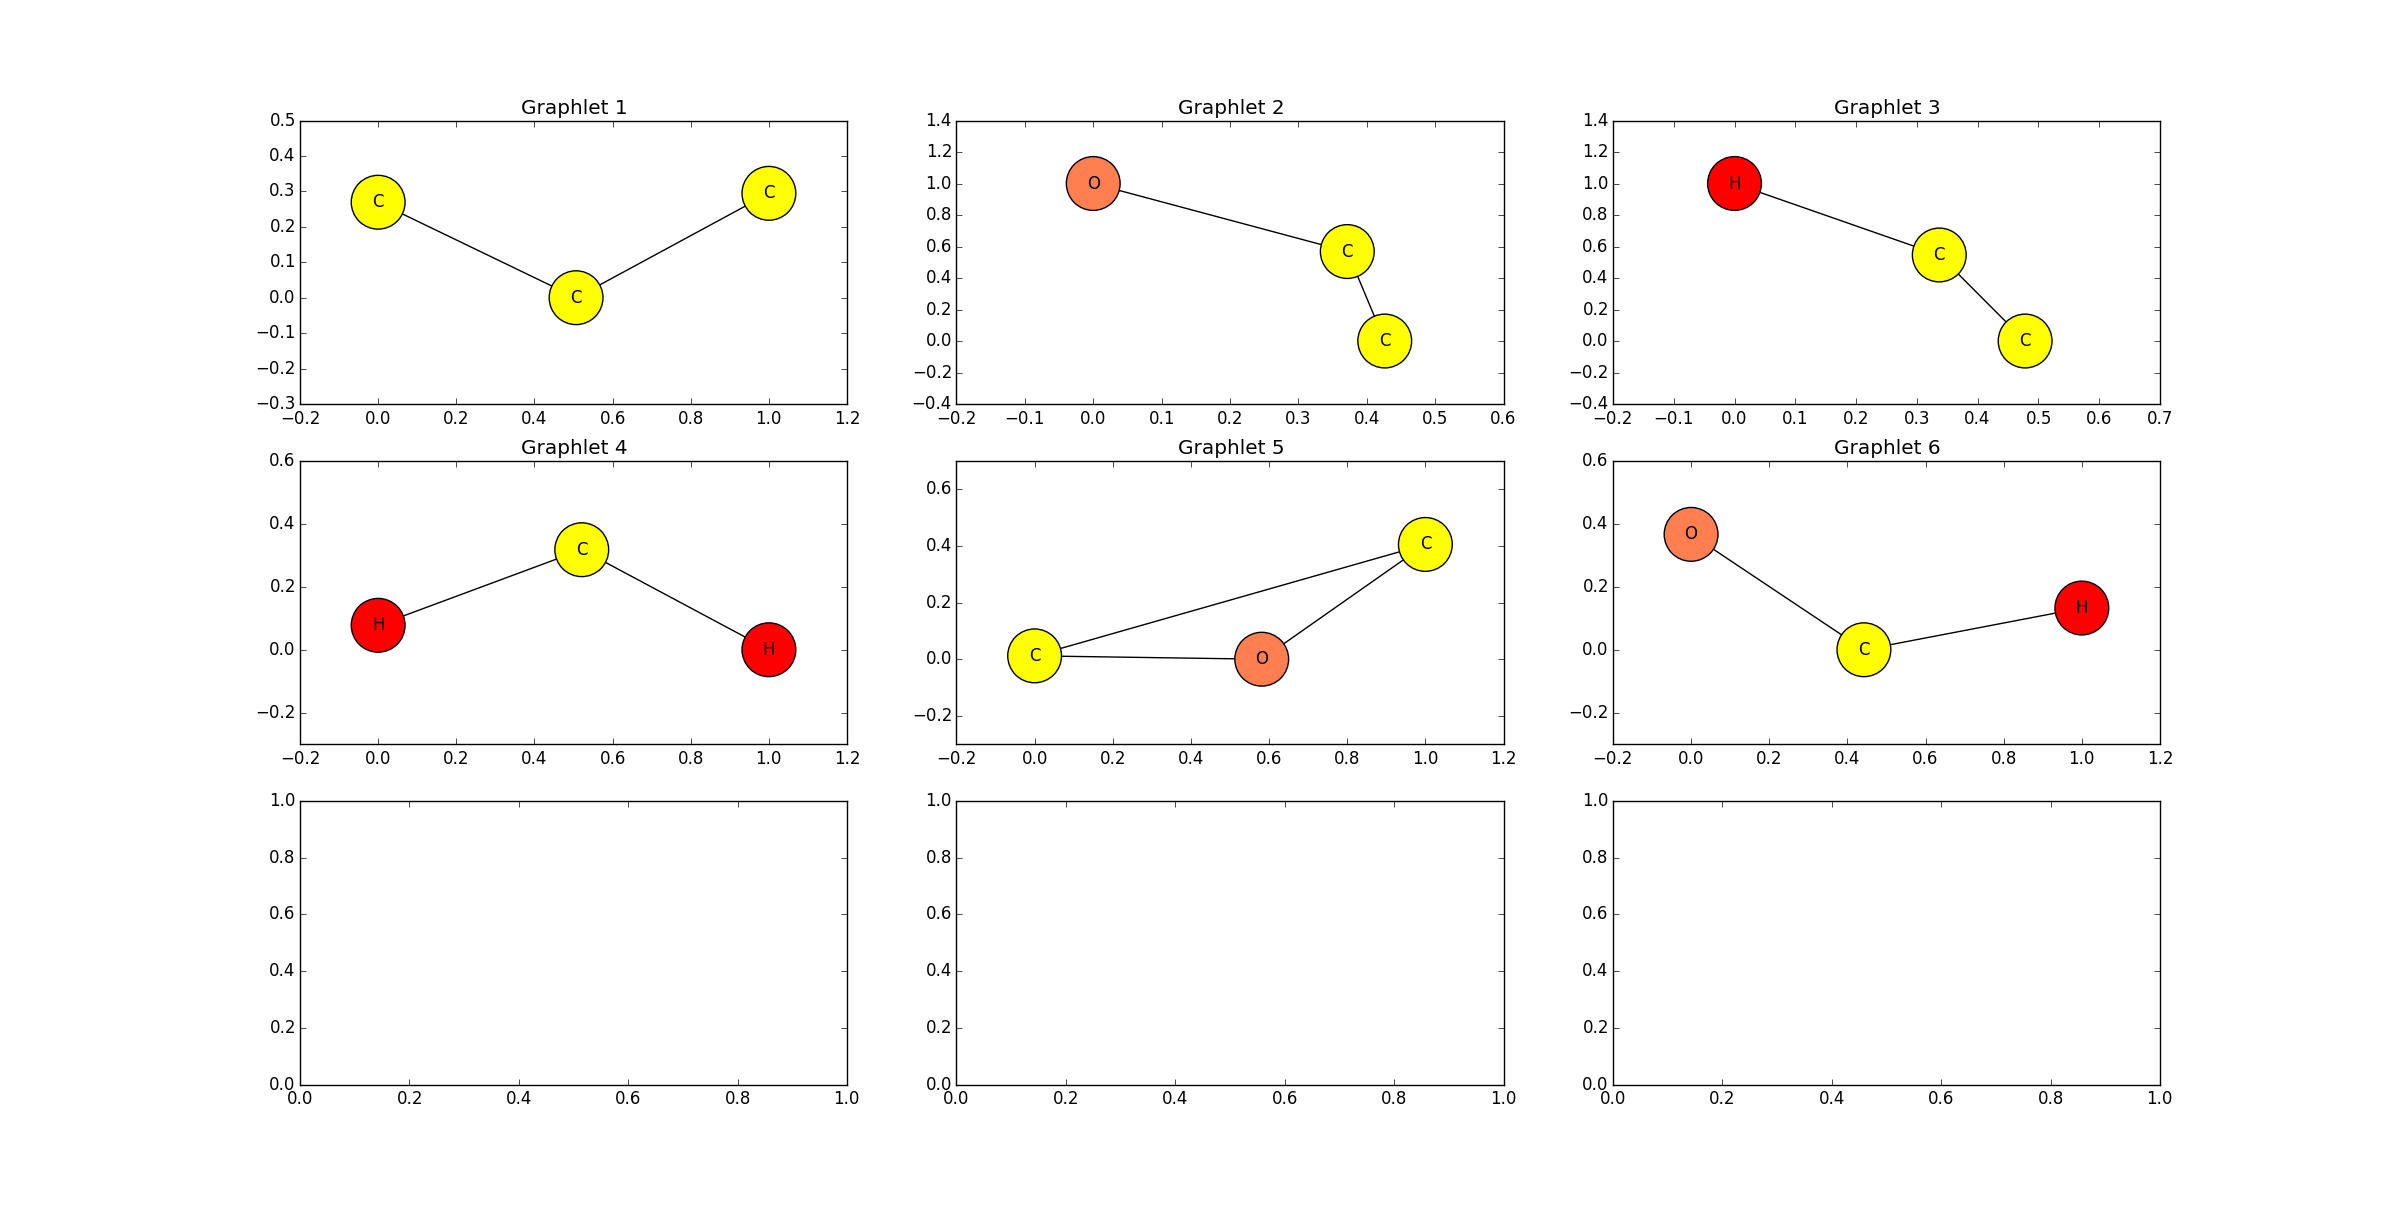 Graphlet 1 Graphlet 2 Graphlet 3
0.5 1.4 1.4
0.4 1.2 1.2
0.3 1.0 1.0
0.2 0.8 0.8
0.1 0.6 0.6
0.0 0.4 0.4
−0.1 0.2 0.2
−0.2 0.0 0.0
−0.3 −0.2 −0.2
−0.4 −0.4
C C C
O C C
H C C
−0.2 0.0 0.2 0.4 0.6 0.8 1.0 1.2
−0.2 −0.1 0.0 0.1 0.2 0.3 0.4 0.5 0.6
−0.2 −0.1 0.0 0.1 0.2 0.3 0.4 0.5 0.6 0.7
Graphlet 4 Graphlet 5 Graphlet 6
0.6 0.6 0.6
0.4 0.4 0.4
0.2 0.2 0.2
0.0 0.0 0.0
−0.2 −0.2 −0.2
H C H
C O C
O C H
−0.2 0.0 0.2 0.4 0.6 0.8 1.0 1.2
−0.2 0.0 0.2 0.4 0.6 0.8 1.0 1.2
−0.2 0.0 0.2 0.4 0.6 0.8 1.0 1.2
1.0 1.0 1.0
0.8 0.8 0.8
0.6 0.6 0.6
0.4 0.4 0.4
0.2 0.2 0.2
0.0 0.0 0.0
0.0 0.2 0.4 0.6 0.8 1.0
0.0 0.2 0.4 0.6 0.8 1.0
0.0 0.2 0.4 0.6 0.8 1.0